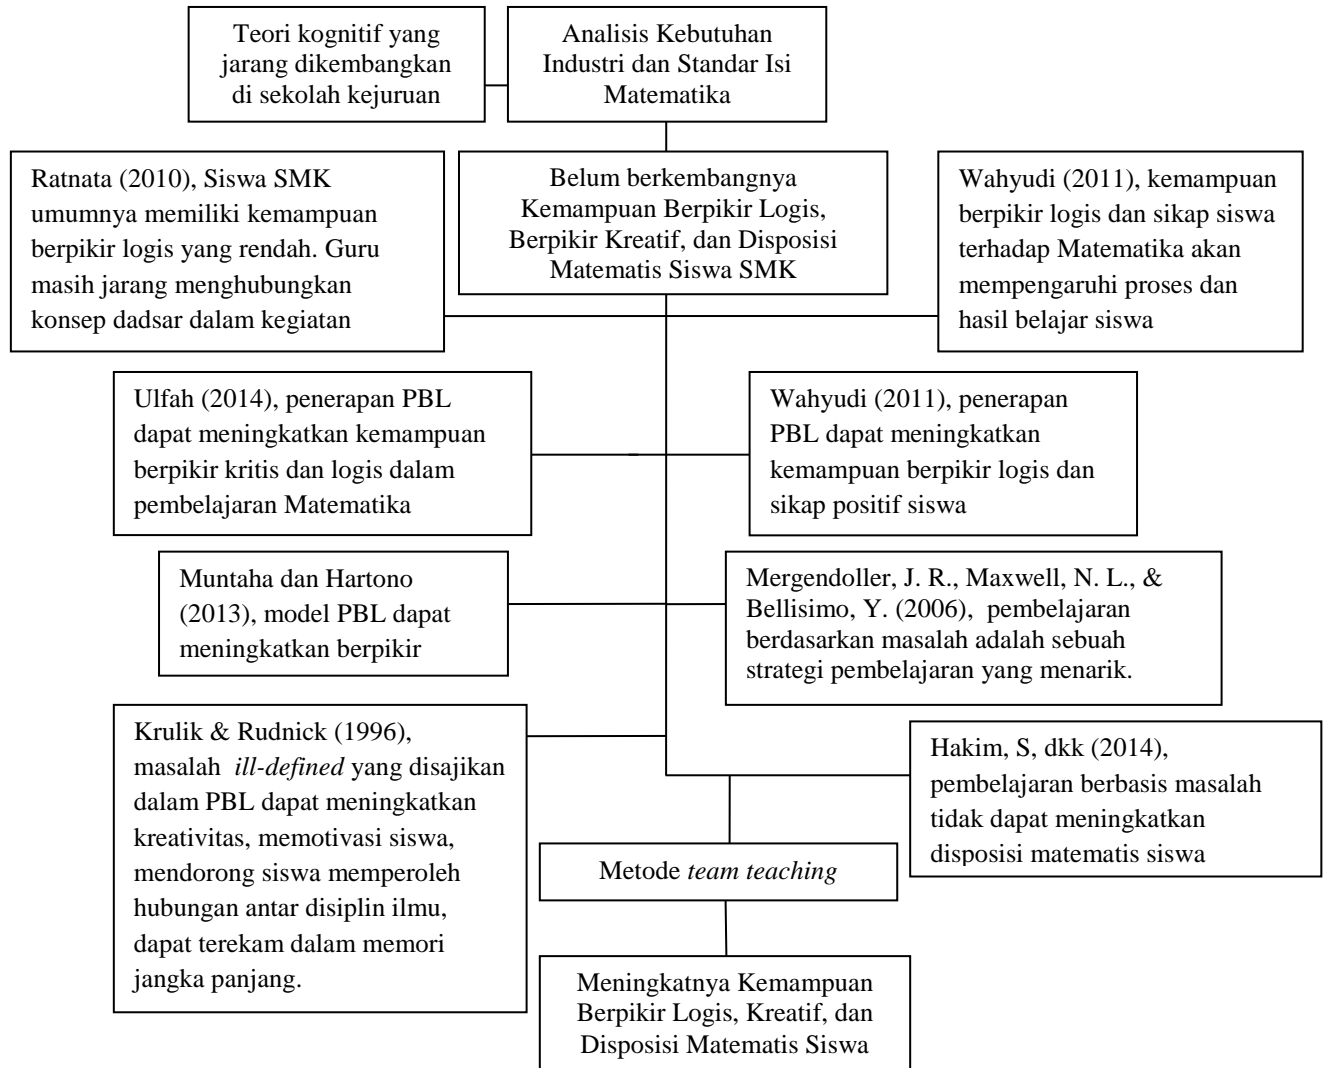 Teori kognitif yang
jarang dikembangkan
di sekolah kejuruan
Analisis Kebutuhan
Industri dan Standar Isi
Matematika
Ratnata (2010), Siswa SMK
umumnya memiliki kemampuan
berpikir logis yang rendah. Guru
masih jarang menghubungkan
konsep dadsar dalam kegiatan
Belum berkembangnya
Kemampuan Berpikir Logis,
Berpikir Kreatif, dan Disposisi
Matematis Siswa SMK
Wahyudi (2011), kemampuan
berpikir logis dan sikap siswa
terhadap Matematika akan
mempengaruhi proses dan
hasil belajar siswa
Ulfah (2014), penerapan PBL
dapat meningkatkan kemampuan
berpikir kritis dan logis dalam
pembelajaran Matematika
Wahyudi (2011), penerapan
PBL dapat meningkatkan
kemampuan berpikir logis dan
sikap positif siswa
Muntaha dan Hartono
(2013), model PBL dapat
meningkatkan berpikir
Mergendoller, J. R., Maxwell, N. L., &
Bellisimo, Y. (2006), pembelajaran
berdasarkan masalah adalah sebuah
strategi pembelajaran yang menarik.
Krulik & Rudnick (1996),
masalah ill-defined yang disajikan
dalam PBL dapat meningkatkan
kreativitas, memotivasi siswa,
mendorong siswa memperoleh
hubungan antar disiplin ilmu,
dapat terekam dalam memori
jangka panjang.
Hakim, S, dkk (2014),
pembelajaran berbasis masalah
tidak dapat meningkatkan
disposisi matematis siswa
Metode team teaching
Meningkatnya Kemampuan
Berpikir Logis, Kreatif, dan
Disposisi Matematis Siswa